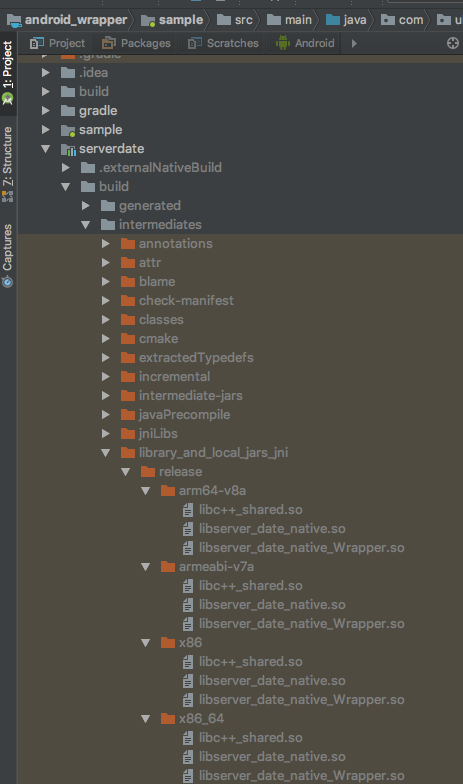 android_wrapper sample src main java com u
Project Packages Scratches Android
1: Project
Z: Structure
Captures
.gradle
.idea
build
gradle
sample
serverdate
.externalNativeBuild
build
generated
intermediates
annotations
attr
blame
check-manifest
classes
cmake
extractedTypedefs
incremental
intermediate-jars
javaPrecompile
jniLibs
library_and_local_jars_jni
release
arm64-v8a
libc++_shared.so
libserver_date_native.so
libserver_date_native_Wrapper.so
armeabi-v7a
libc++_shared.so
libserver_date_native.so
libserver_date_native_Wrapper.so
x86
libc++_shared.so
libserver_date_native.so
libserver_date_native_Wrapper.so
x86_64
libc++_shared.so
libserver_date_native.so
libserver_date_native_Wrapper.so